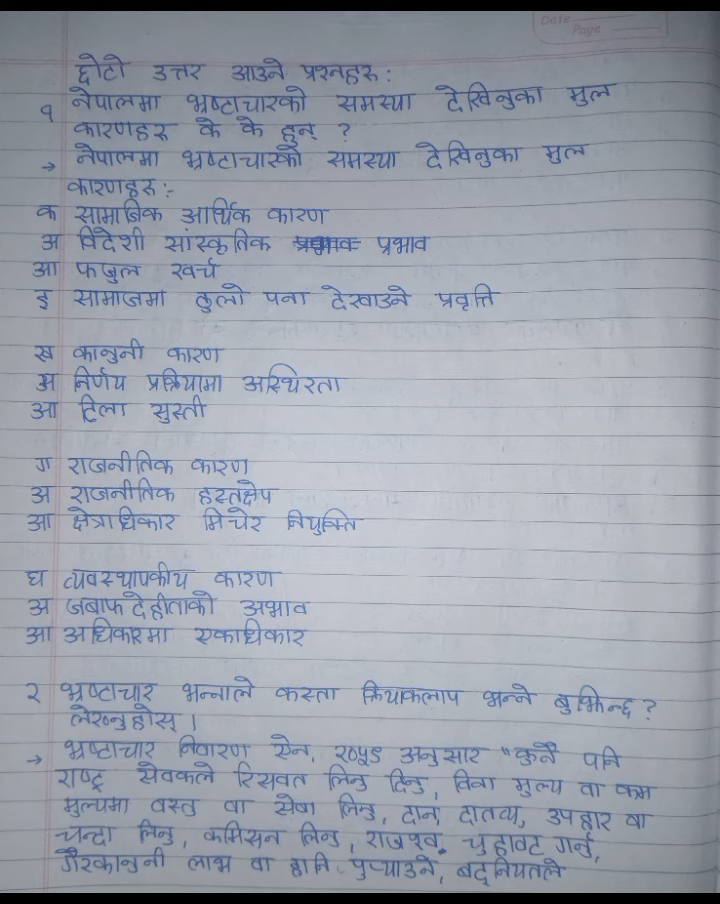 Date
Page
छोटो उत्तर आउने प्रश्नहरु :
१ नेपालमा भ्रष्टाचारको समस्या देखिनुका मुल
कारणहरु के के हुन् ?
→ नेपालमा भ्रष्टाचारको समस्या देखिनुका मुल
कारणहरु :-
क सामाजिक आर्थिक कारण
अ विदेशी सांस्कृतिक प्रभाव
आ फजुल खर्च
इ सामाजमा ठुलो पना देखाउने प्रवृत्ति
ख कानुनी कारण
अ निर्णय प्रक्रियामा अस्थिरता
आ ढिला सुस्ती
ग राजनीतिक कारण
अ राजनीतिक हस्तक्षेप
आ क्षेत्राधिकार मिचेर नियुक्ति
घ व्यवस्थापकीय कारण
अ जबाफ देहीताको अभाव
आ अधिकारमा एकाधिकार
२ भ्रष्टाचार भन्नाले कस्ता क्रियाकलाप भन्ने बुझिन्छ ?
लेख्नुहोस् ।
→ भ्रष्टाचार निवारण ऐन, २०५९ अनुसार "कुनै पनि
राष्ट्र सेवकले रिसवत लिनु दिनु, विना मुल्य वा कम
मुल्यमा वस्तु वा सेवा लिनु, दान, दातव्य, उपहार वा
चन्दा लिनु, कमिसन लिनु, राजश्व चुहावट गर्नु,
गैरकानुनी लाभ वा हानि पुर्‍याउने, बद्नियतले